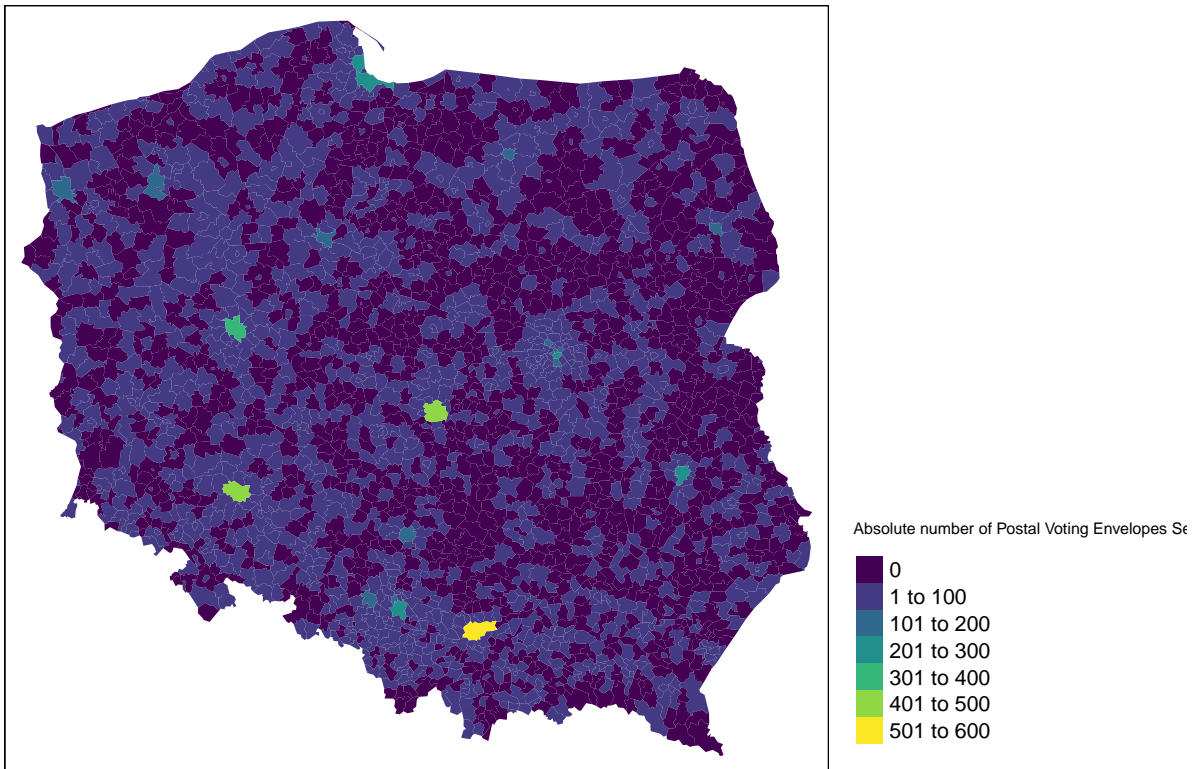 Absolute number of Postal Voting Envelopes Se
0
1 to 100
101 to 200
201 to 300
301 to 400
401 to 500
501 to 600